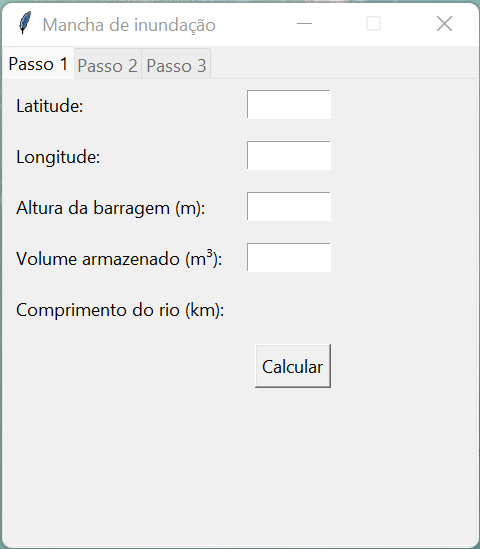 Mancha de inundação
Passo 1 Passo 2 Passo 3
Latitude:
Longitude:
Altura da barragem (m):
Volume armazenado (m³):
Comprimento do rio (km):
Calcular